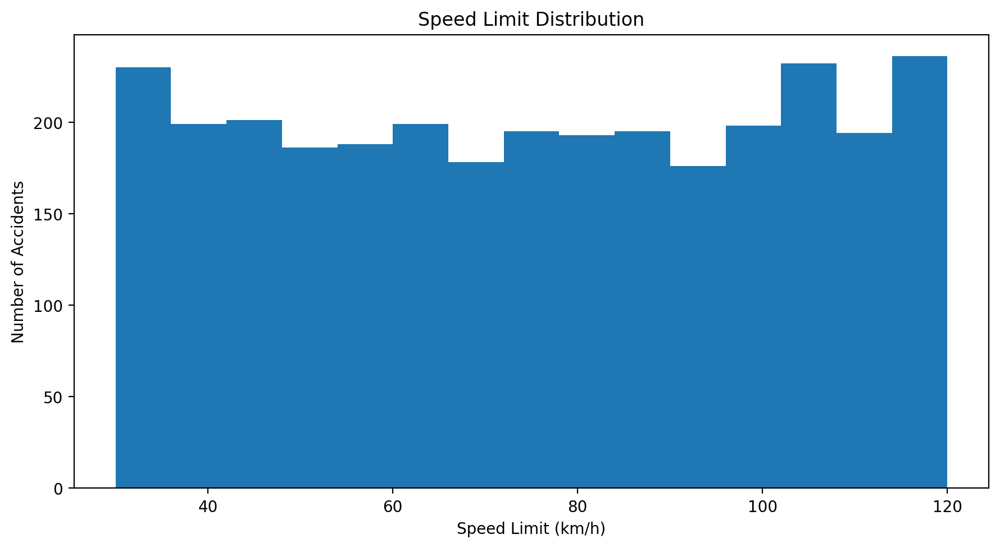 Speed Limit Distribution
Number of Accidents
200
150
100
50
0
40 60 80 100 120
Speed Limit (km/h)